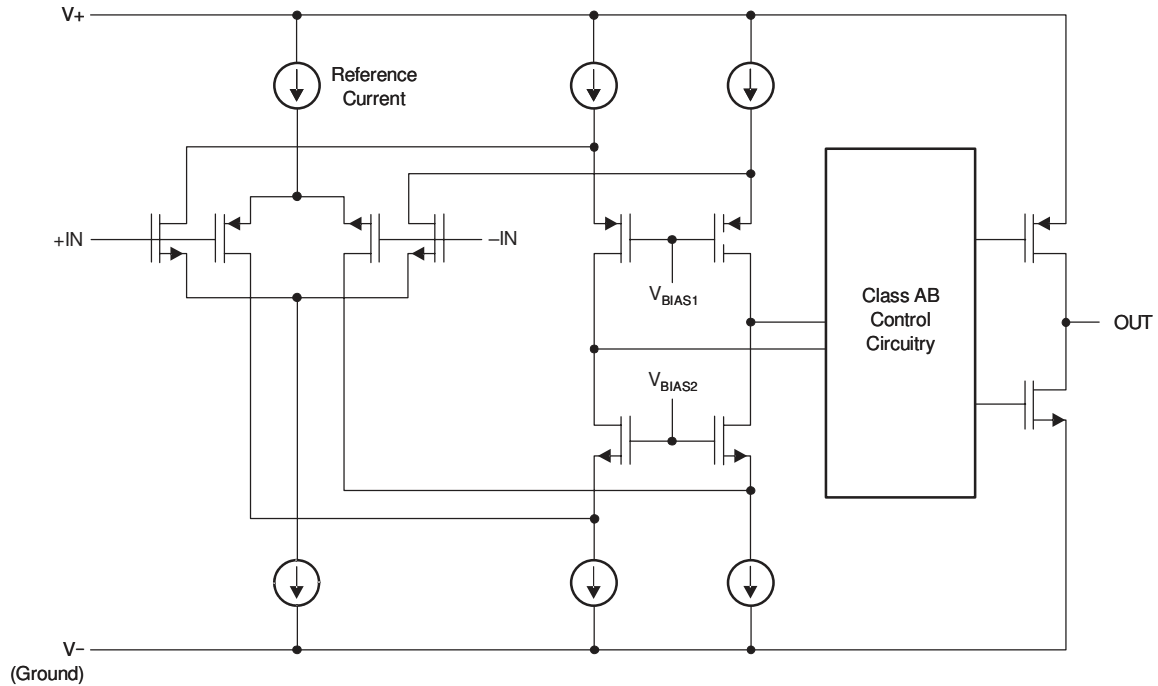 V+
Reference
Current
+IN
–IN
VBIAS1
Class AB
Control
Circuitry
OUT
VBIAS2
V–
(Ground)